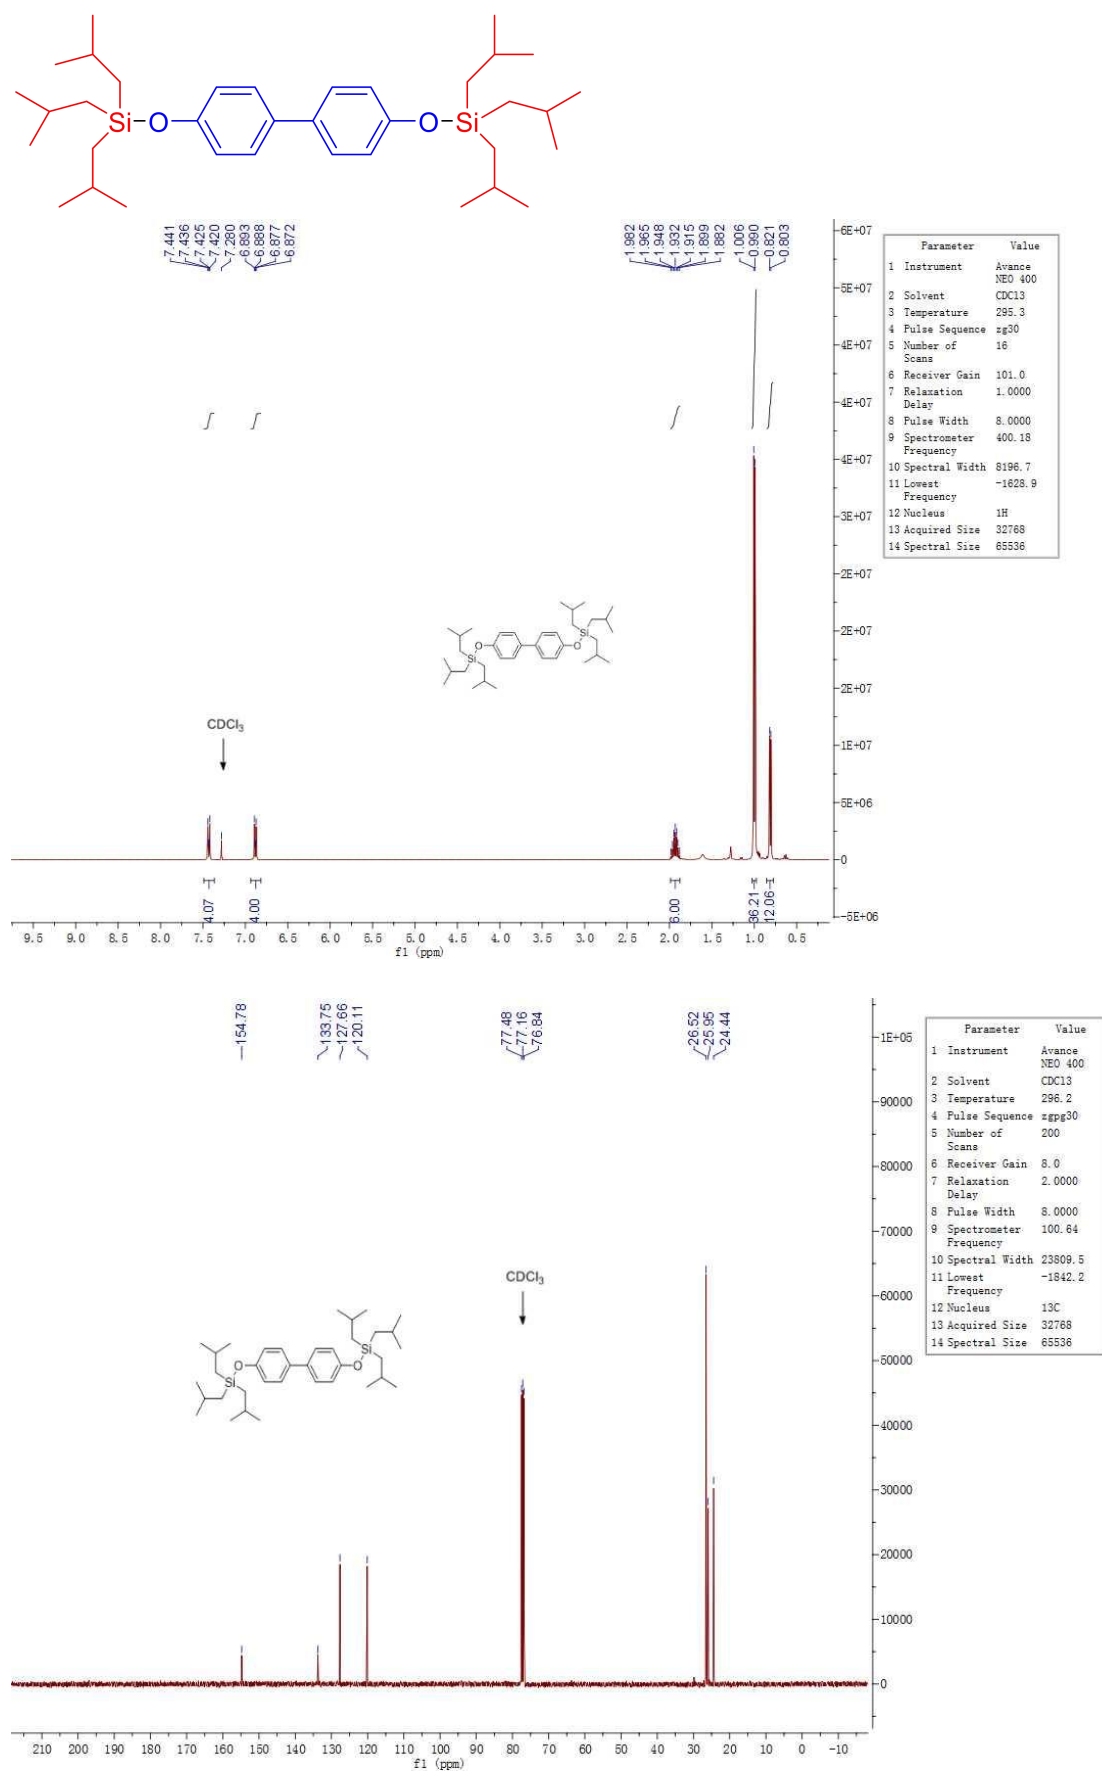 Si O O Si
7.441
7.436
7.425
7.420
7.280
6.893
6.888
6.877
6.872
1.982
1.965
1.948
1.932
1.915
1.899
1.882
1.006
0.990
0.821
0.803
6E+07
5E+07
4E+07
4E+07
4E+07
3E+07
2E+07
2E+07
2E+07
1E+07
5E+06
0
-5E+06
Parameter Value
1 Instrument Avance
NEO 400
2 Solvent CDCl3
3 Temperature 295.3
4 Pulse Sequence zg30
5 Number of 16
Scans
6 Receiver Gain 101.0
7 Relaxation 1.0000
Delay
8 Pulse Width 8.0000
9 Spectrometer 400.18
Frequency
10 Spectral Width 8196.7
11 Lowest -1628.9
Frequency
12 Nucleus 1H
13 Acquired Size 32768
14 Spectral Size 65536
Si O O Si
CDCl3
4.07
4.00
6.00
36.21
12.06
9.5 9.0 8.5 8.0 7.5 7.0 6.5 6.0 5.5 5.0 4.5 4.0 3.5 3.0 2.5 2.0 1.5 1.0 0.5
f1 (ppm)
154.78
133.75
127.66
120.11
77.48
77.16
76.84
26.52
25.95
24.44
1E+05
90000
80000
70000
60000
50000
40000
30000
20000
10000
0
Parameter Value
1 Instrument Avance
NEO 400
2 Solvent CDCl3
3 Temperature 296.2
4 Pulse Sequence zgpg30
5 Number of 200
Scans
6 Receiver Gain 8.0
7 Relaxation 2.0000
Delay
8 Pulse Width 8.0000
9 Spectrometer 100.64
Frequency
10 Spectral Width 23809.5
11 Lowest -1842.2
Frequency
12 Nucleus 13C
13 Acquired Size 32768
14 Spectral Size 65536
CDCl3
Si O O Si
210 200 190 180 170 160 150 140 130 120 110 100 90 80 70 60 50 40 30 20 10 0 -10
f1 (ppm)